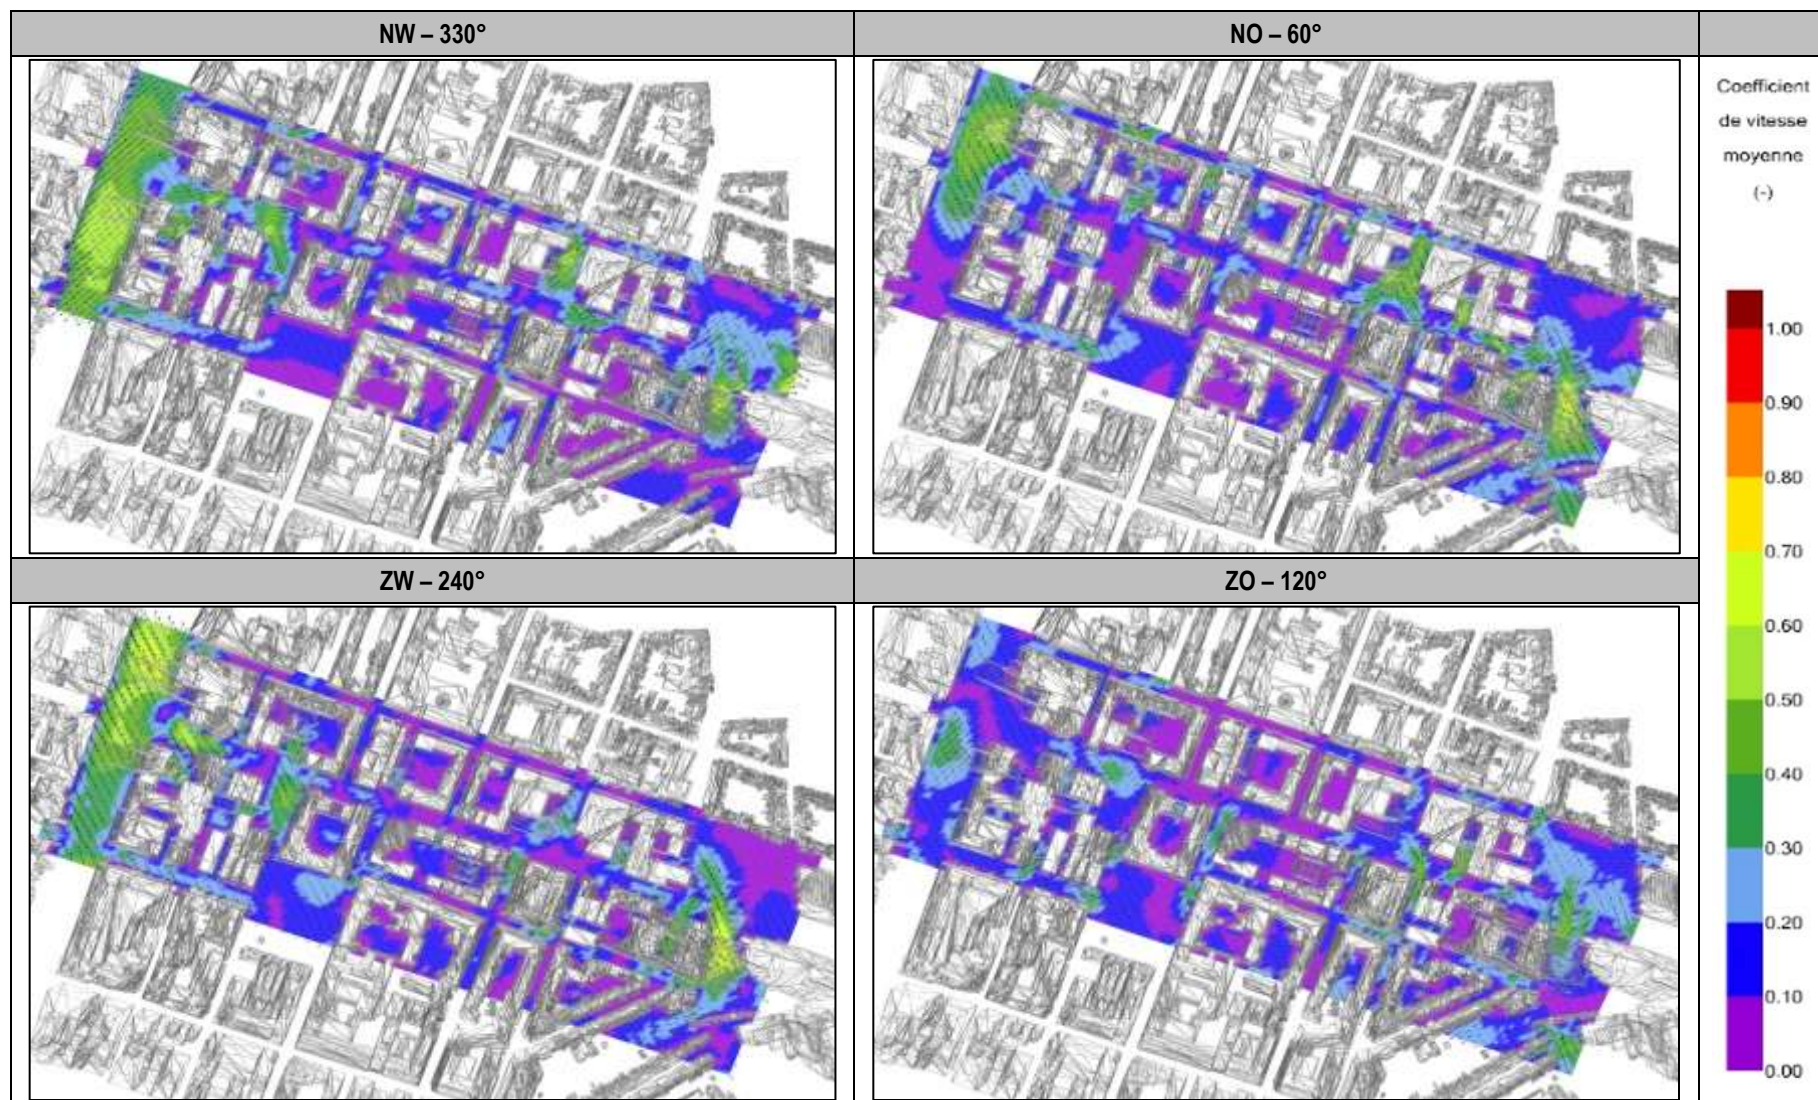 NW – 330°
NO – 60°
Coefficient
de vitesse
moyenne
(-)
1.00
0.90
0.80
0.70
0.60
0.50
0.40
0.30
0.20
0.10
0.00
ZW – 240°
ZO – 120°